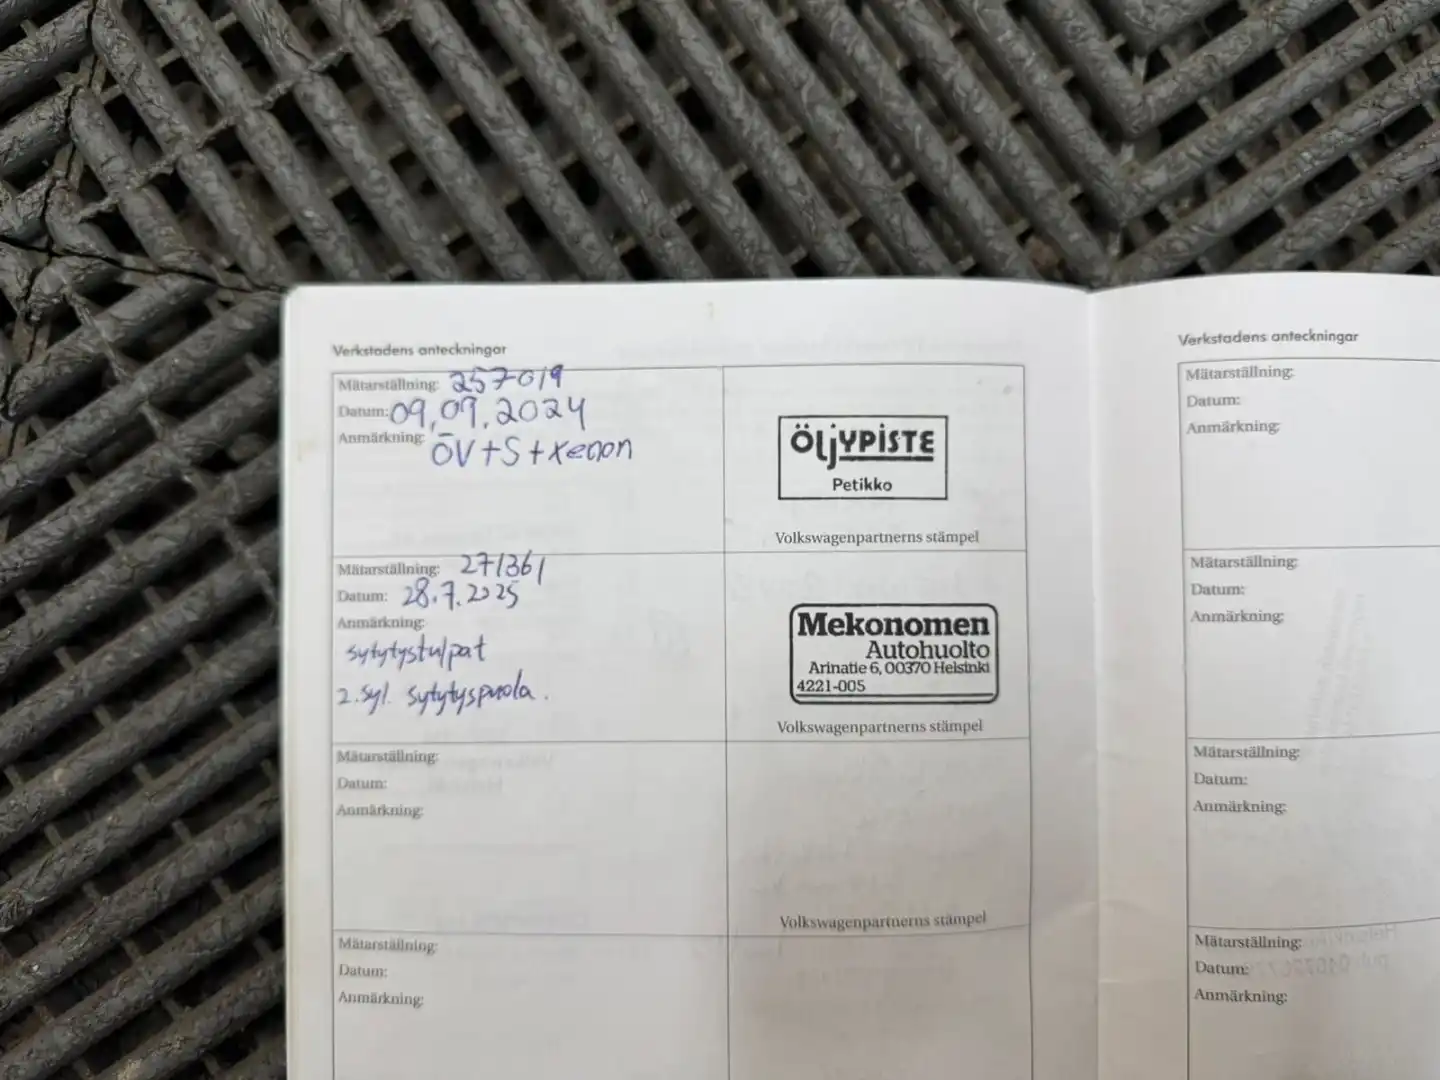 Verkstadens anteckningar
Mätarställning: 257019
Datum: 09.09.2024
Anmärkning:
ÖV+S+xenon
ÖLJYPISTE
Petikko
Volkswagenpartnerns stämpel
Mätarställning: 271361
Datum: 28.7.2025
Anmärkning:
sytytystulpat
2. syl. sytytyspuola.
Mekonomen
Autohuolto
Arinatie 6, 00370 Helsinki
4221-005
Volkswagenpartnerns stämpel
Mätarställning:
Datum:
Anmärkning:
Volkswagenpartnerns stämpel
Mätarställning:
Datum:
Anmärkning:
Verkstadens anteckningar
Mätarställning:
Datum:
Anmärkning:
Mätarställning:
Datum:
Anmärkning:
Mätarställning:
Datum:
Anmärkning:
Mätarställning:
Datum:
Anmärkning: